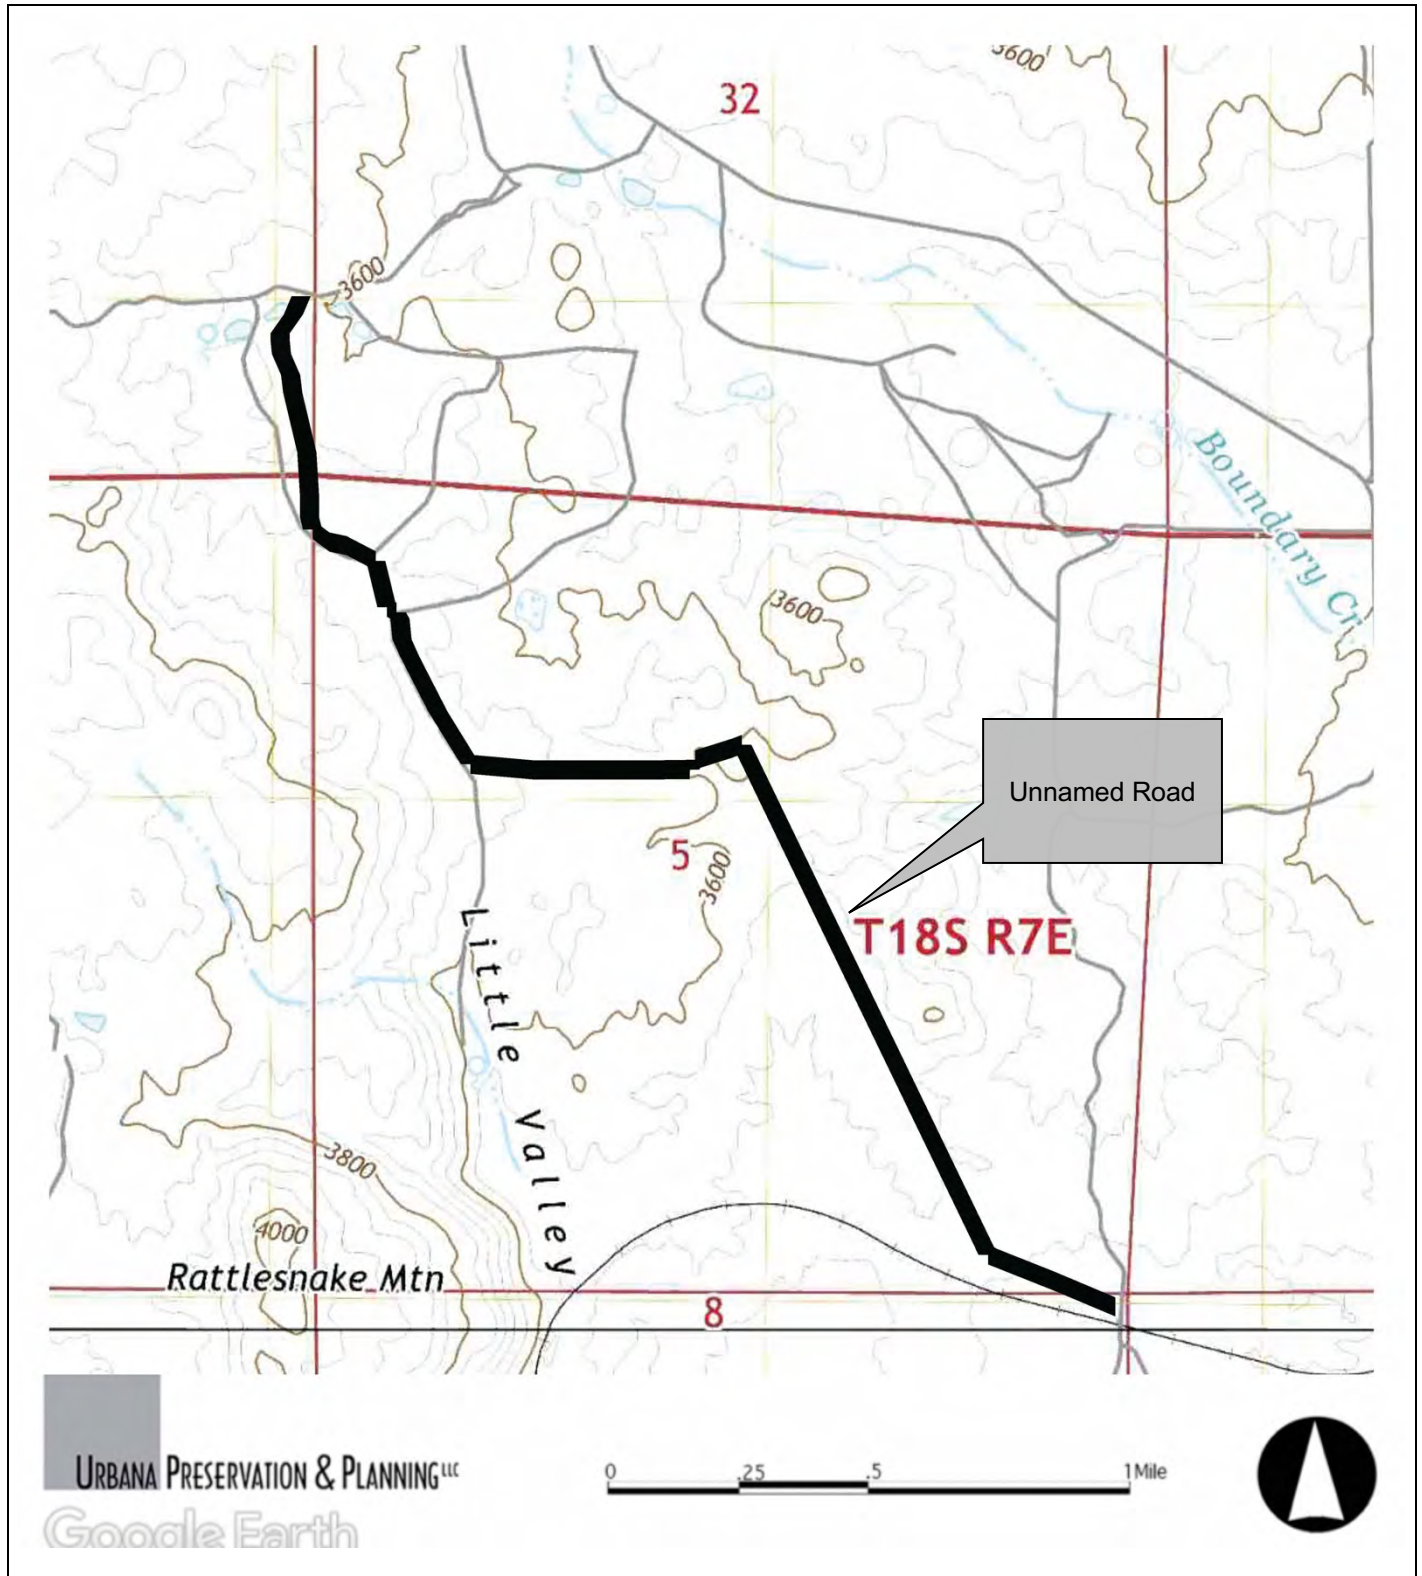 3600
32
3600
Boundary Cr
3600
Unnamed Road
5
3600
T18S R7E
Little Valley
3800
4000
Rattlesnake Mtn
8
URBANA PRESERVATION & PLANNING LLC
0 .25 .5 1 Mile
Google Earth